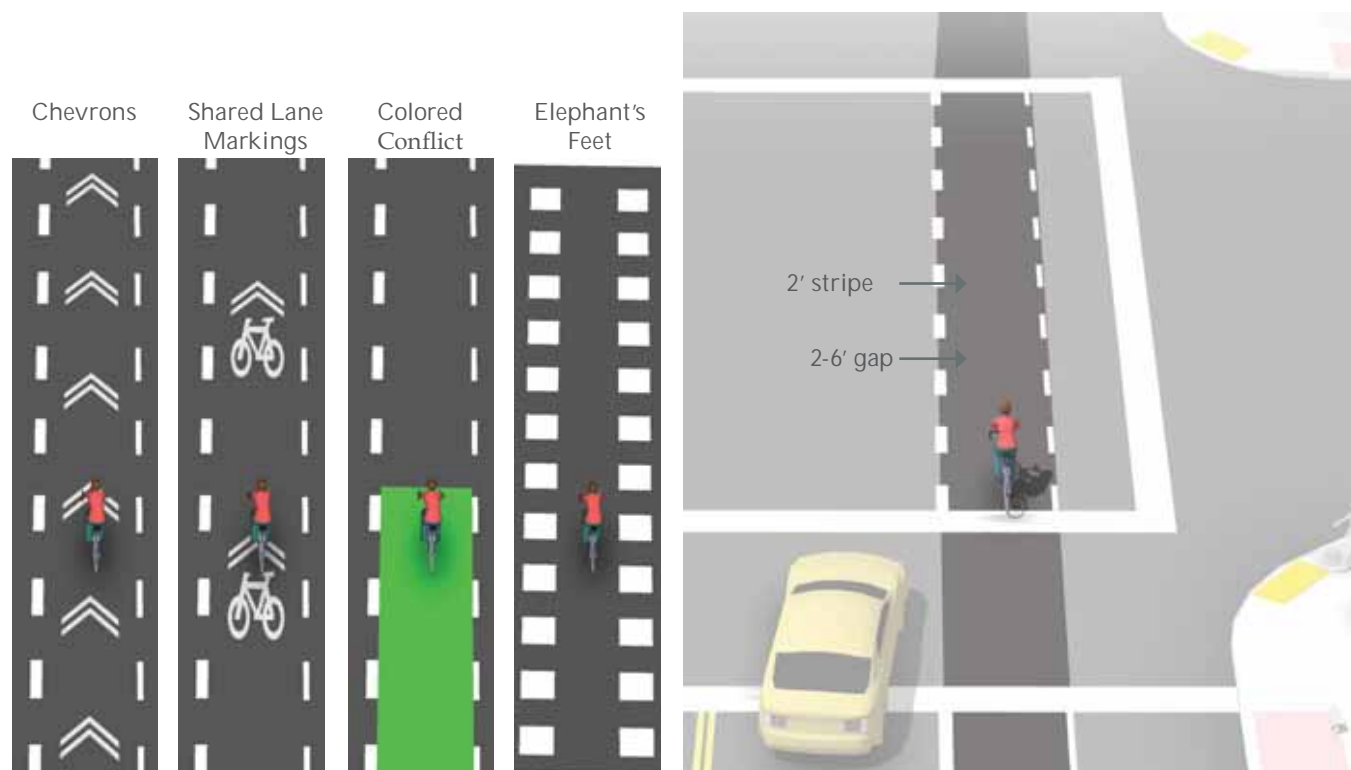 Chevrons
Shared Lane
Markings
Colored
Conflict
Elephant's
Feet
2' stripe
2-6' gap